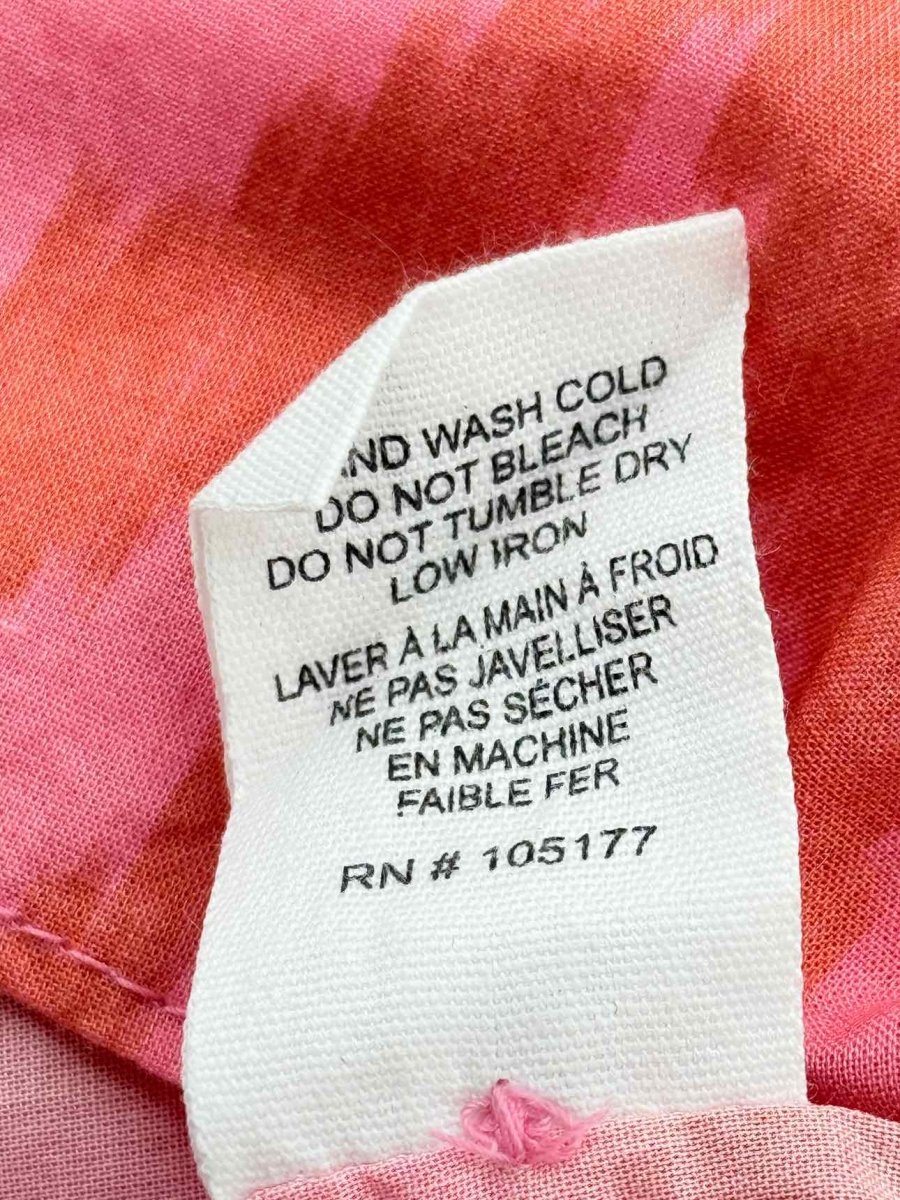 ND WASH COLD
DO NOT BLEACH
DO NOT TUMBLE DRY
LOW IRON
LAVER À LA MAIN À FROID
NE PAS JAVELLISER
NE PAS SÉCHER
EN MACHINE
FAIBLE FER
RN # 105177